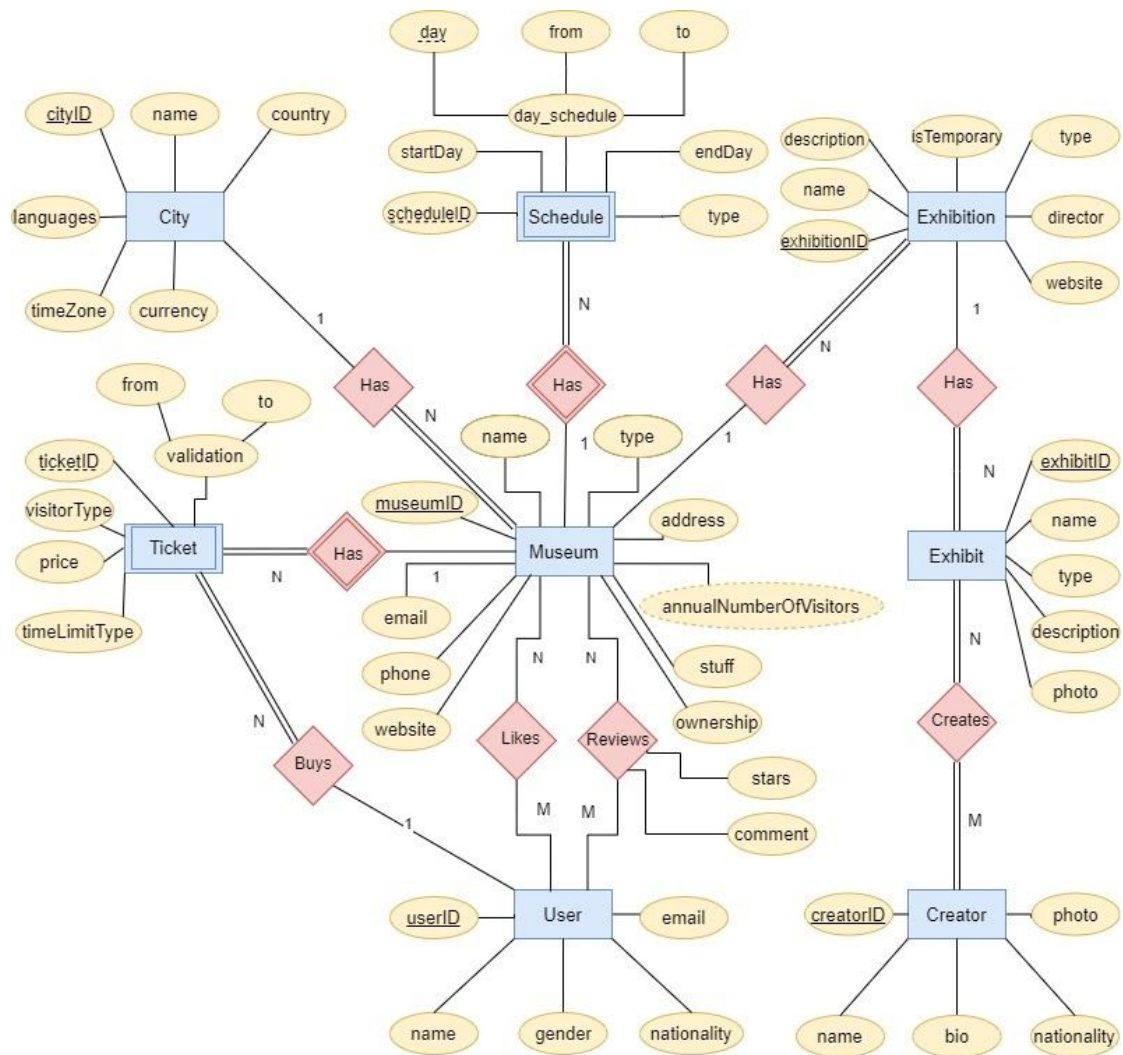 day
from
to
cityID
name
country
day_schedule
description
isTemporary
type
startDay
endDay
name
languages
City
scheduleID
Schedule
type
Exhibition
director
exhibitionID
website
timeZone
currency
1
N
1
N
from
to
Has
Has
Has
Has
validation
N
name
1
type
1
N
ticketID
exhibitID
visitorType
museumID
address
name
Ticket
Has
Museum
Exhibit
price
N
1
type
annualNumberOfVisitors
email
timeLimitType
description
N
N
N
stuff
phone
photo
website
ownership
N
Likes
Reviews
Creates
Buys
stars
M
M
M
1
comment
userID
User
email
creatorID
Creator
photo
name
gender
nationality
name
bio
nationality